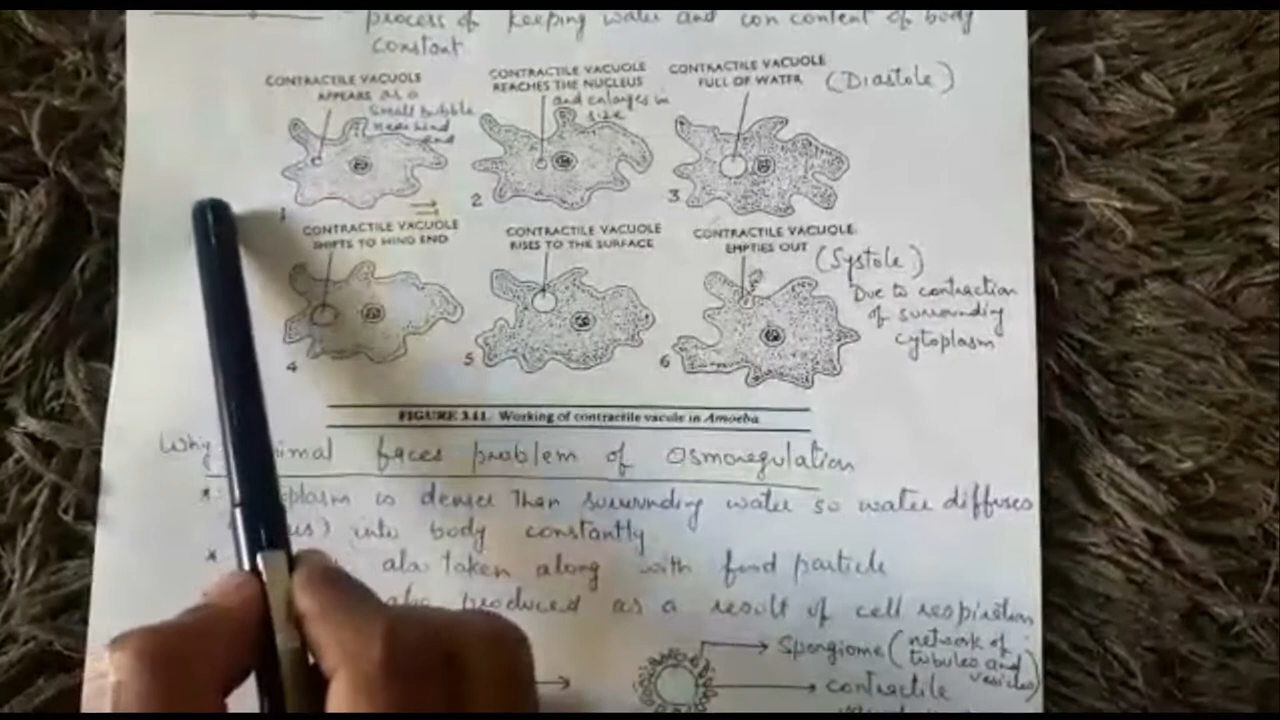 process of keeping water and ion content of body
constant
CONTRACTILE VACUOLE
APPEARS as a
small bubble
near hind
end
CONTRACTILE VACUOLE
REACHES THE NUCLEUS
and enlarges in
size
CONTRACTILE VACUOLE
FULL OF WATER
(Diastole)
1
2
3
CONTRACTILE VACUOLE
SHIFTS TO HIND END
CONTRACTILE VACUOLE
RISES TO THE SURFACE
CONTRACTILE VACUOLE
EMPTIES OUT
(Systole)
Due to contraction
of surrounding
cytoplasm
4
5
6
FIGURE 3.11. Working of contractile vacule in Amoeba
Why imal faces problem of Osmoregulation
* plasm is denser than surrounding water so water diffuses
into body constantly
* also taken along with food particle
also produced as a result of cell respiration
Spongiome (network of
tubules and
vesicles)
contractile